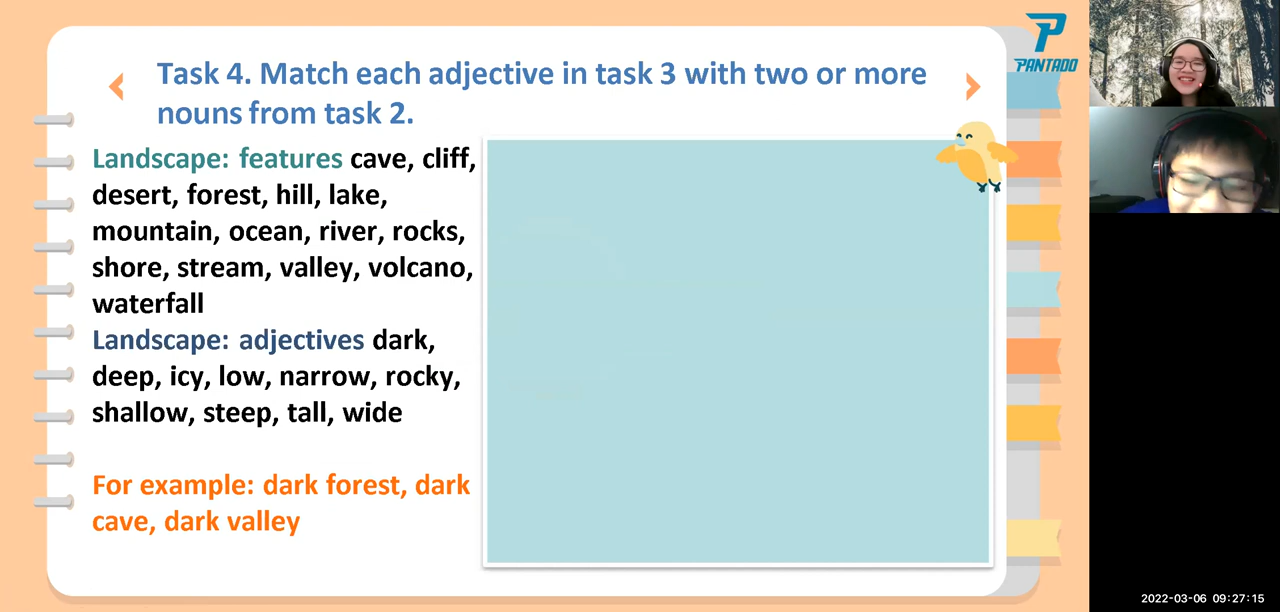 Task 4. Match each adjective in task 3 with two or more
nouns from task 2.
PANTADO
Landscape: features cave, cliff,
desert, forest, hill, lake,
mountain, ocean, river, rocks,
shore, stream, valley, volcano,
waterfall
Landscape: adjectives dark,
deep, icy, low, narrow, rocky,
shallow, steep, tall, wide
For example: dark forest, dark
cave, dark valley
2022-03-06 09:27:15